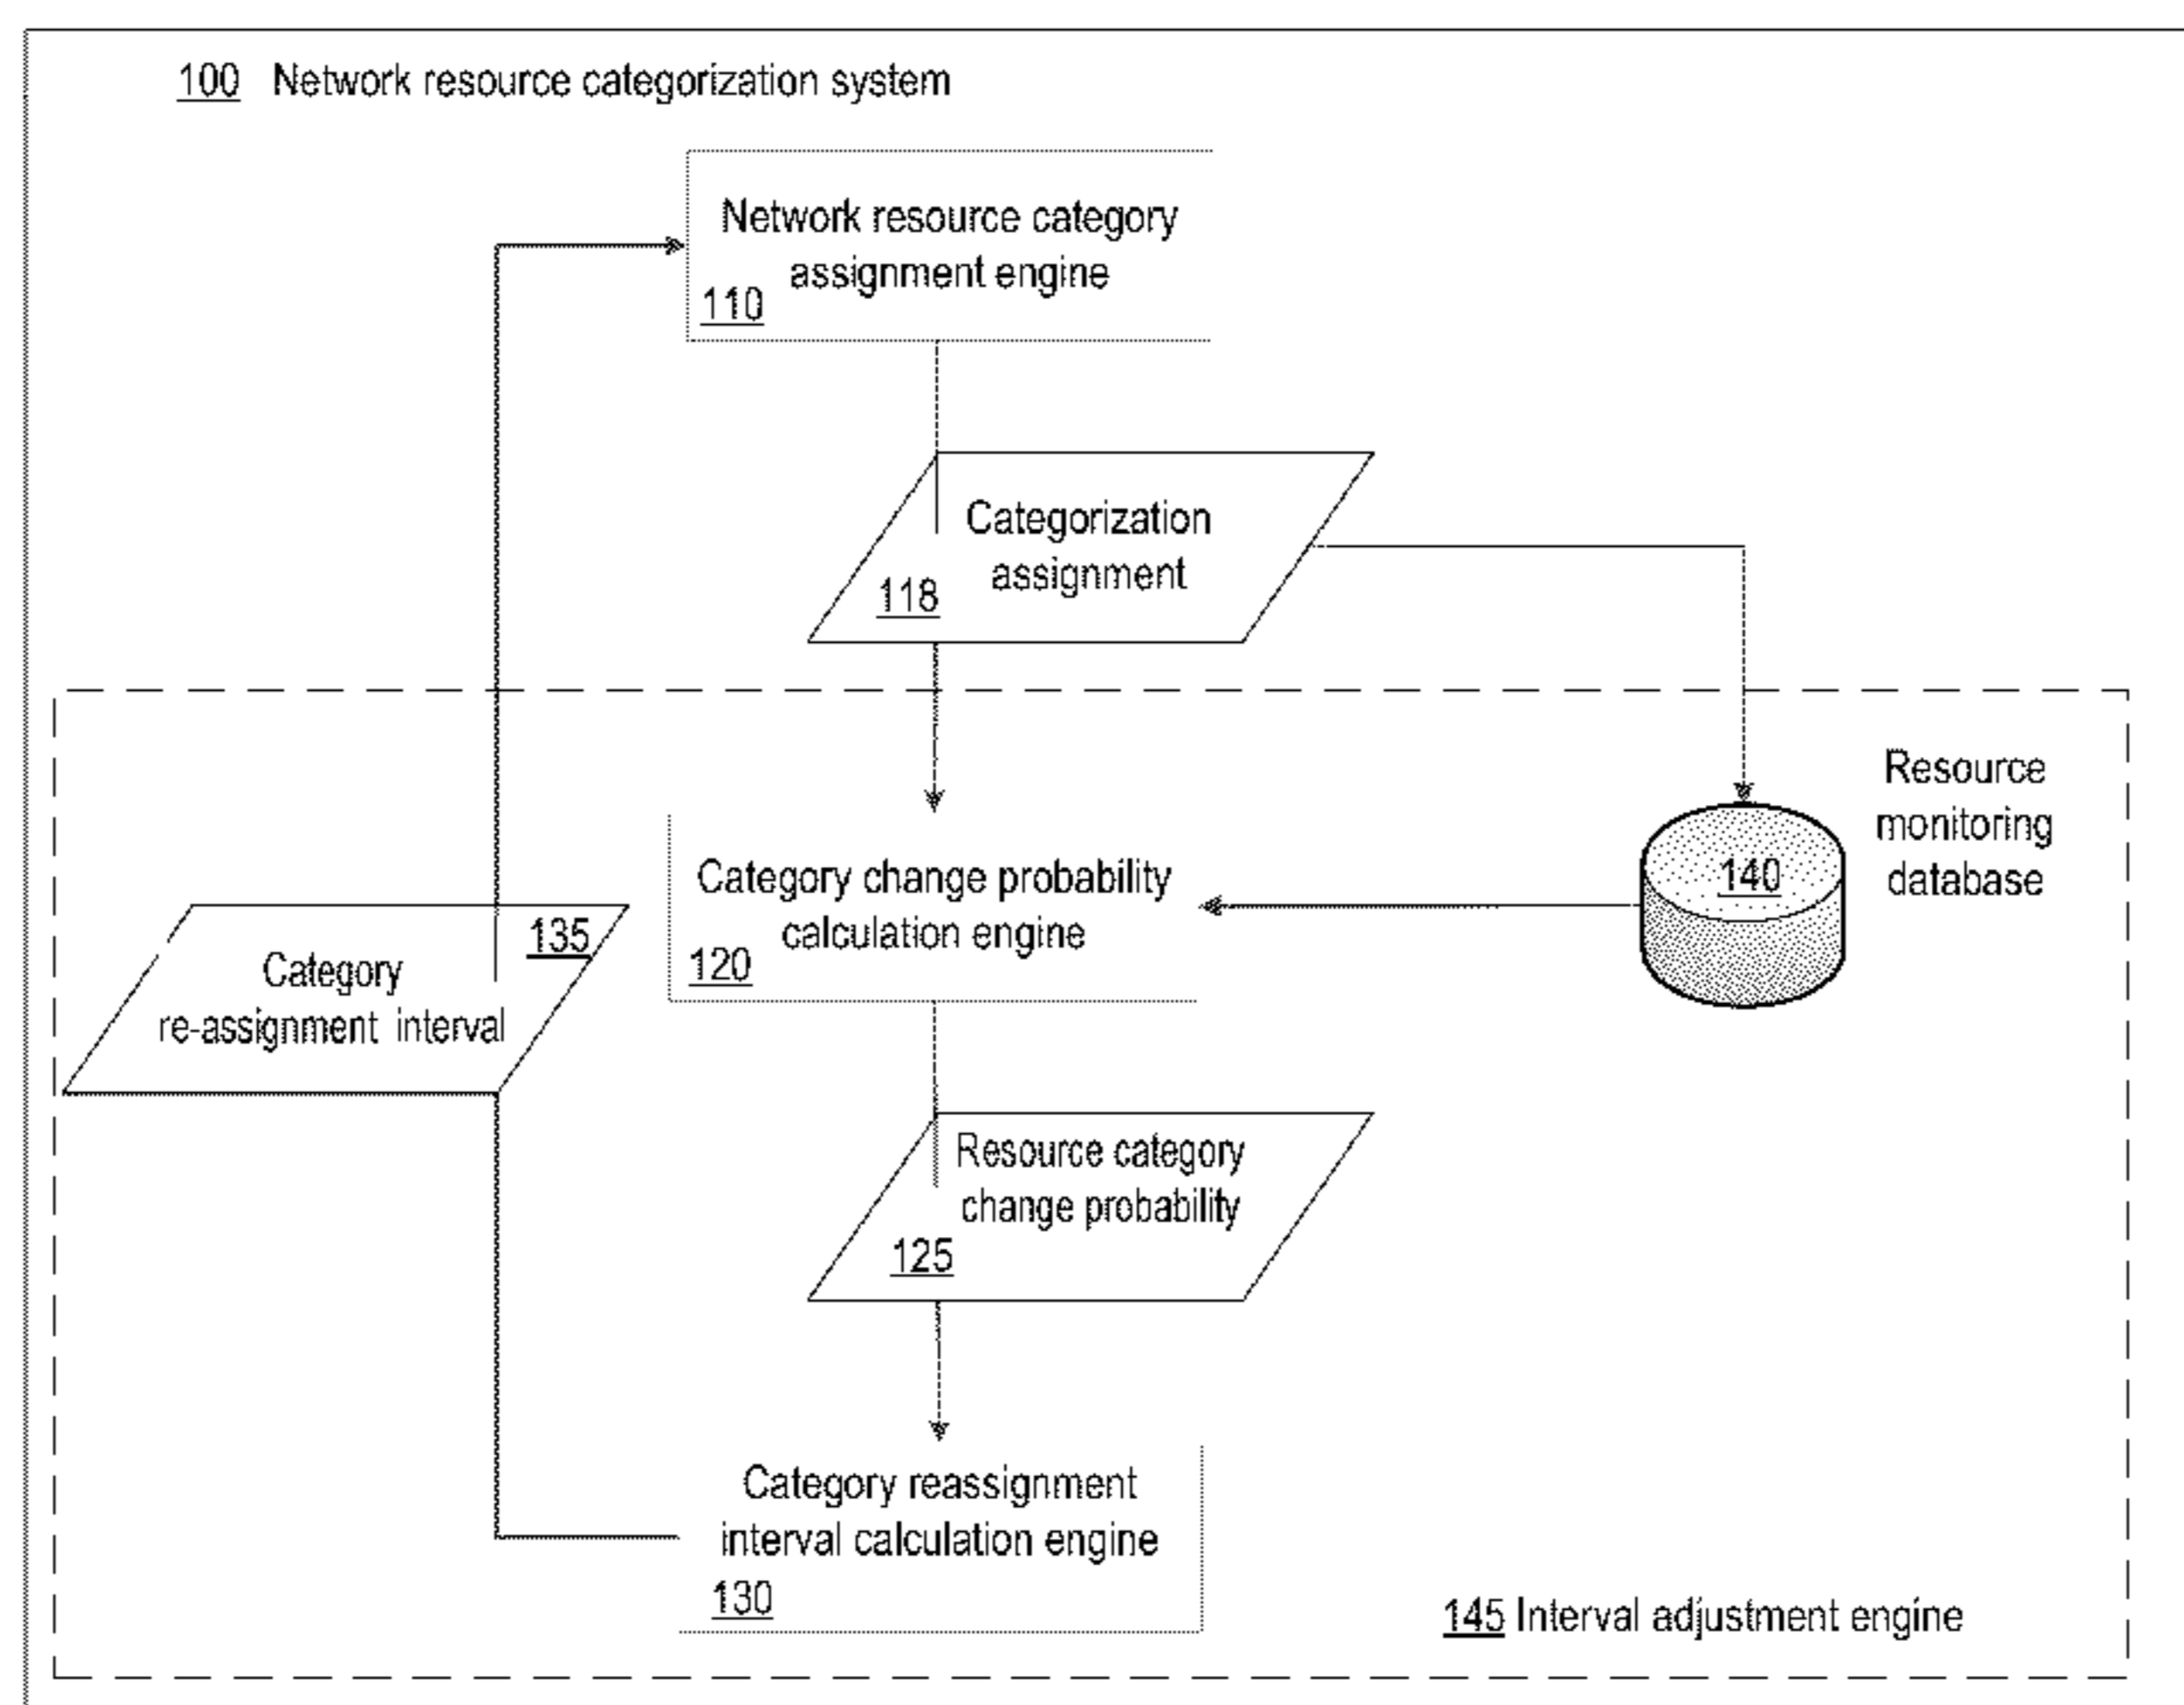 100 Network resource categorization system
Network resource category
assignment engine
110
Categorization
assignment
118
Resource
monitoring
database
140
Category change probability
calculation engine
120
135
Category
re-assignment interval
Resource category
change probability
125
Category reassignment
interval calculation engine
130
145 Interval adjustment engine